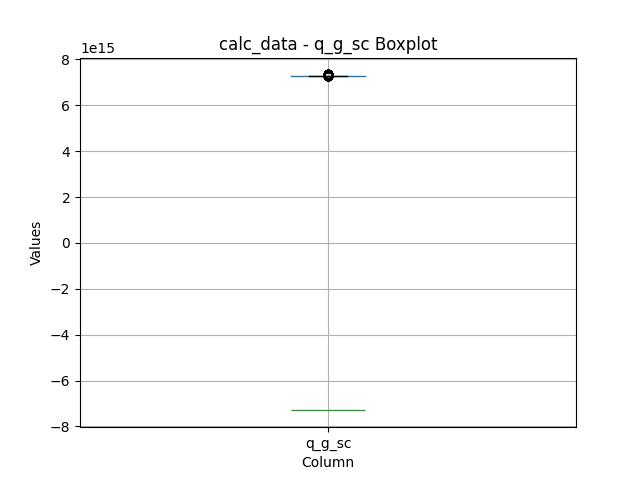 calc_data - q_g_sc Boxplot
1e15
8
6
4
2
0
−2
−4
−6
−8
Values
q_g_sc
Column